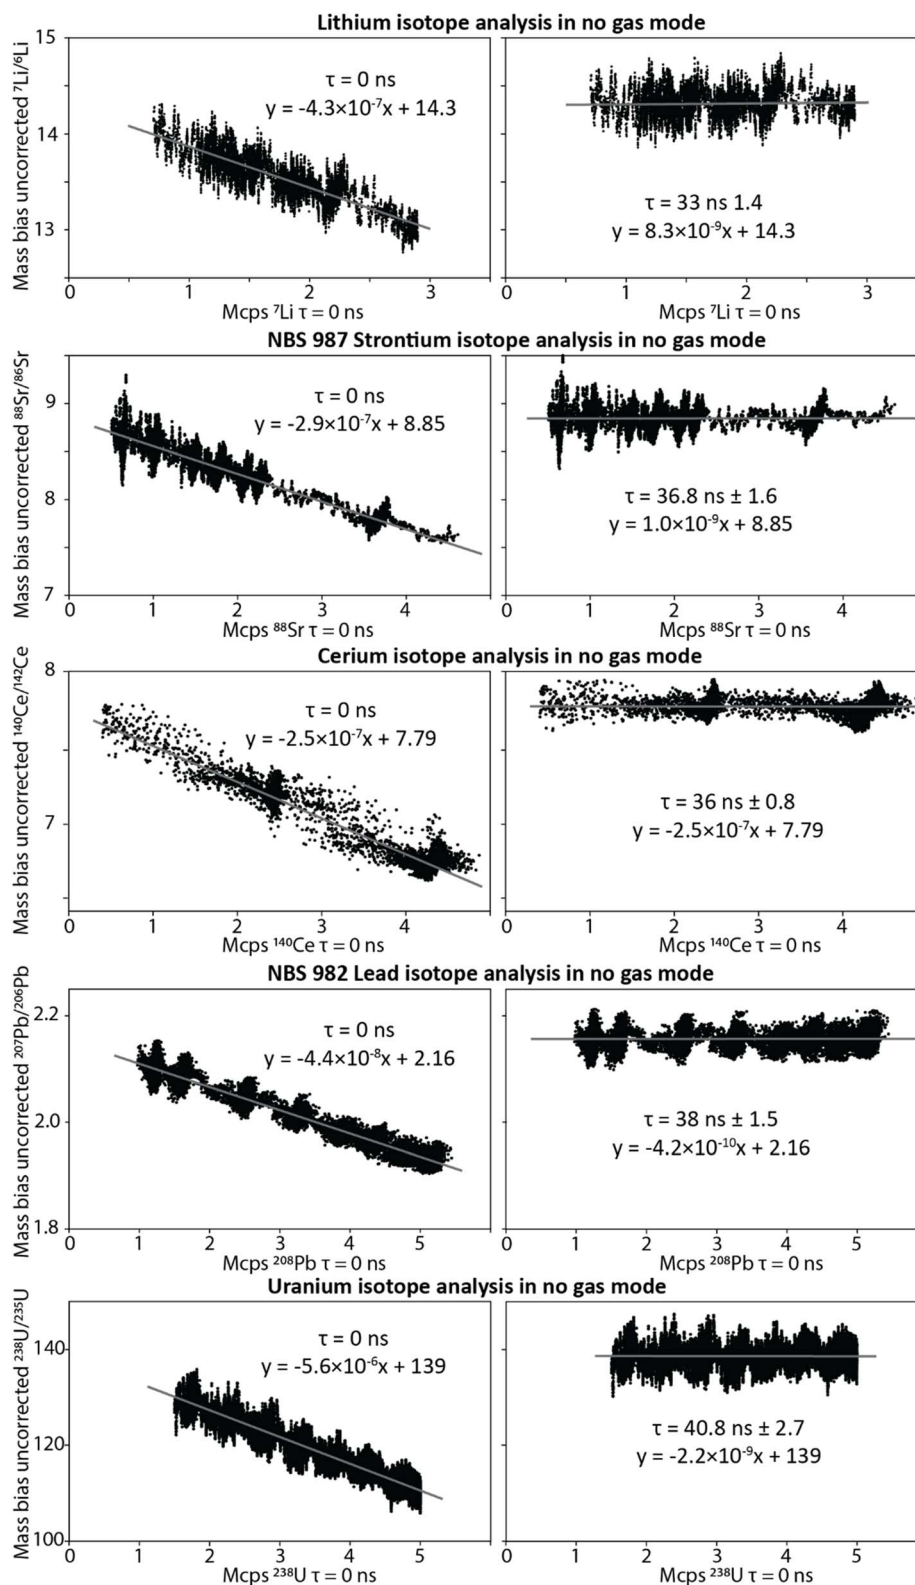 Lithium isotope analysis in no gas mode
Mass bias uncorrected ⁷Li/⁶Li
15
14
13
τ = 0 ns
y = -4.3×10⁻⁷x + 14.3
0 1 2 3
Mcps ⁷Li τ = 0 ns
τ = 33 ns 1.4
y = 8.3×10⁻⁹x + 14.3
0 1 2 3
Mcps ⁷Li τ = 0 ns
NBS 987 Strontium isotope analysis in no gas mode
Mass bias uncorrected ⁸⁸Sr/⁸⁶Sr
9
8
7
τ = 0 ns
y = -2.9×10⁻⁷x + 8.85
0 1 2 3 4
Mcps ⁸⁸Sr τ = 0 ns
τ = 36.8 ns ± 1.6
y = 1.0×10⁻⁹x + 8.85
0 1 2 3 4
Mcps ⁸⁸Sr τ = 0 ns
Cerium isotope analysis in no gas mode
Mass bias uncorrected ¹⁴⁰Ce/¹⁴²Ce
8
7
τ = 0 ns
y = -2.5×10⁻⁷x + 7.79
0 1 2 3 4
Mcps ¹⁴⁰Ce τ = 0 ns
τ = 36 ns ± 0.8
y = -2.5×10⁻⁷x + 7.79
0 1 2 3 4
Mcps ¹⁴⁰Ce τ = 0 ns
NBS 982 Lead isotope analysis in no gas mode
Mass bias uncorrected ²⁰⁷Pb/²⁰⁶Pb
2.2
2.0
1.8
τ = 0 ns
y = -4.4×10⁻⁸x + 2.16
0 1 2 3 4 5
Mcps ²⁰⁸Pb τ = 0 ns
τ = 38 ns ± 1.5
y = -4.2×10⁻¹⁰x + 2.16
0 1 2 3 4 5
Mcps ²⁰⁸Pb τ = 0 ns
Uranium isotope analysis in no gas mode
Mass bias uncorrected ²³⁸U/²³⁵U
140
120
100
τ = 0 ns
y = -5.6×10⁻⁶x + 139
0 1 2 3 4 5
Mcps ²³⁸U τ = 0 ns
τ = 40.8 ns ± 2.7
y = -2.2×10⁻⁹x + 139
0 1 2 3 4 5
Mcps ²³⁸U τ = 0 ns